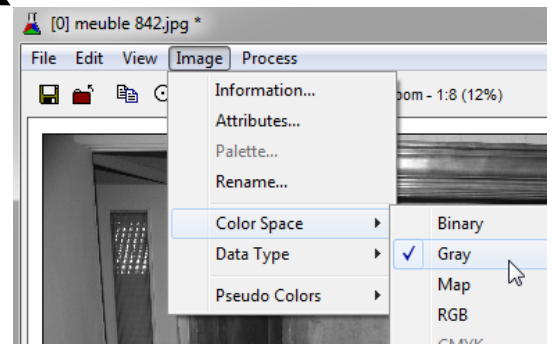 [0] meuble 842.jpg *
File Edit View Image Process
Information...
oom - 1:8 (12%)
Attributes...
Palette...
Rename...
Color Space
Binary
Data Type
Gray
Map
Pseudo Colors
RGB
CMYK